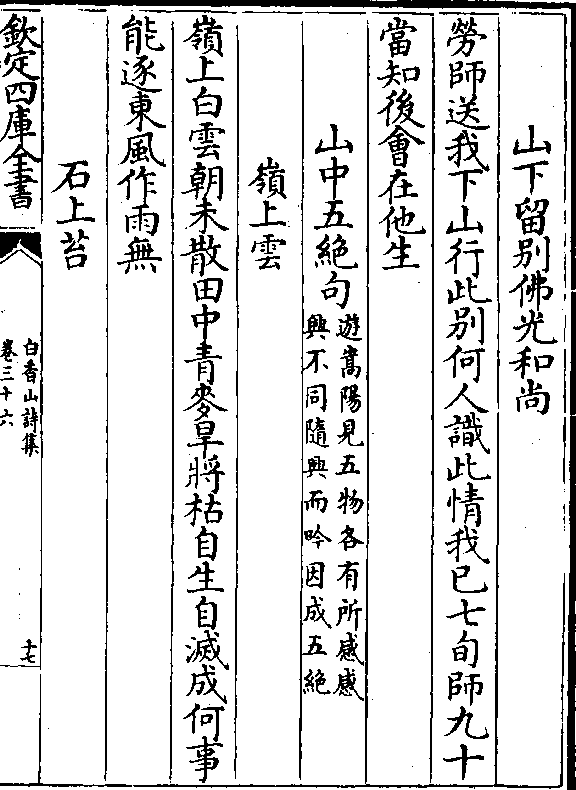 山下留别佛光和尚
勞師送我下山行此别何人識此情我已七旬師九十
當知後會在他生
山中五絶句
遊嵩陽見五物各有所感感
興不同隨興而吟因成五絶
嶺上雲
嶺上白雲朝未散田中青麥旱將枯自生自滅成何事
能逐東風作雨無
石上苔
欽定四庫全書
白香山詩集
卷三十六
十七